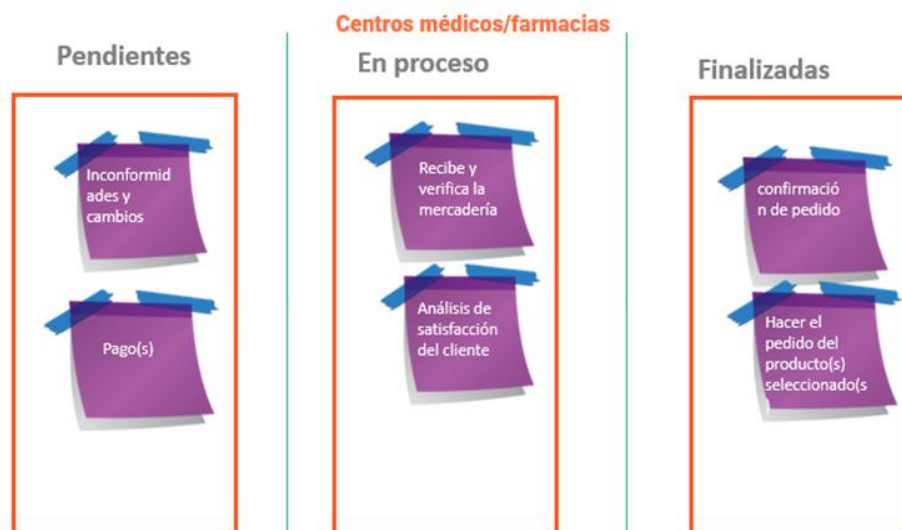 Centros médicos/farmacias
Pendientes
Inconformid
ades y
cambios
Pago(s)
En proceso
Recibe y
verifica la
mercadería
Análisis de
satisfacción
del cliente
Finalizadas
confirmació
n de pedido
Hacer el
pedido del
producto(s)
seleccionado(s
)